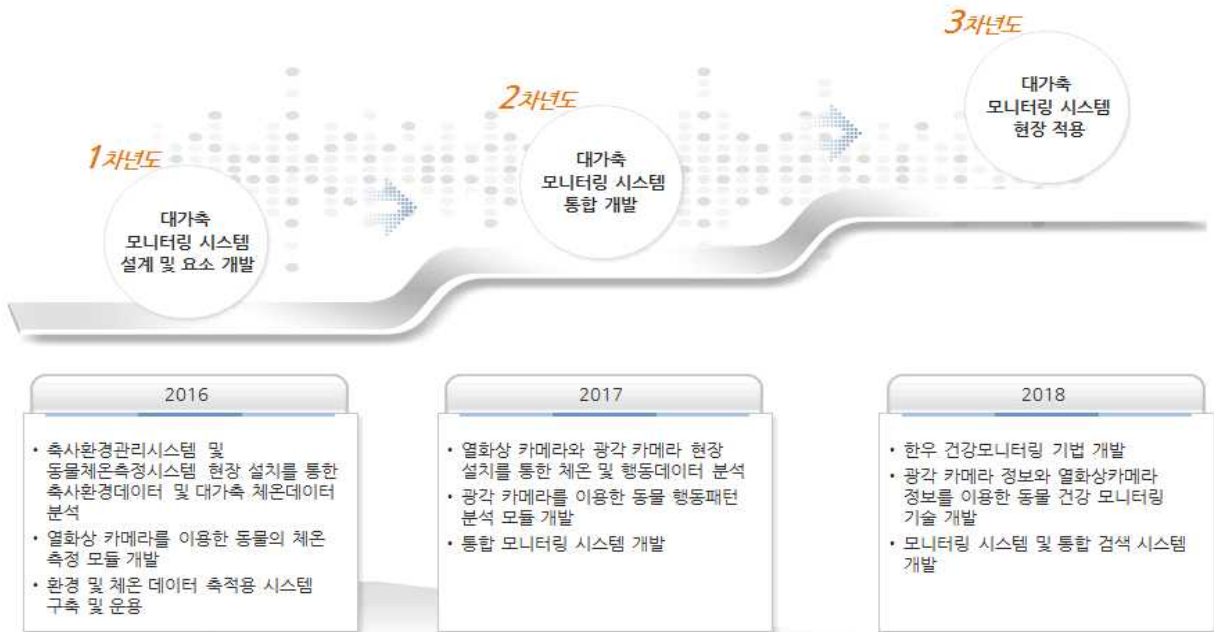 1차년도
대가축
모니터링 시스템
설계 및 요소 개발
2차년도
대가축
모니터링 시스템
통합 개발
3차년도
대가축
모니터링 시스템
현장 적용
2016
• 축사환경관리시스템 및
동물체온측정시스템 현장 설치를 통한
축사환경데이터 및 대가축 체온데이터
분석
• 열화상 카메라를 이용한 동물의 체온
측정 모듈 개발
• 환경 및 체온 데이터 축적용 시스템
구축 및 운용
2017
• 열화상 카메라와 광각 카메라 현장
설치를 통한 체온 및 행동데이터 분석
• 광각 카메라를 이용한 동물 행동패턴
분석 모듈 개발
• 통합 모니터링 시스템 개발
2018
• 한우 건강모니터링 기법 개발
• 광각 카메라 정보와 열화상카메라
정보를 이용한 동물 건강 모니터링
기술 개발
• 모니터링 시스템 및 통합 검색 시스템
개발